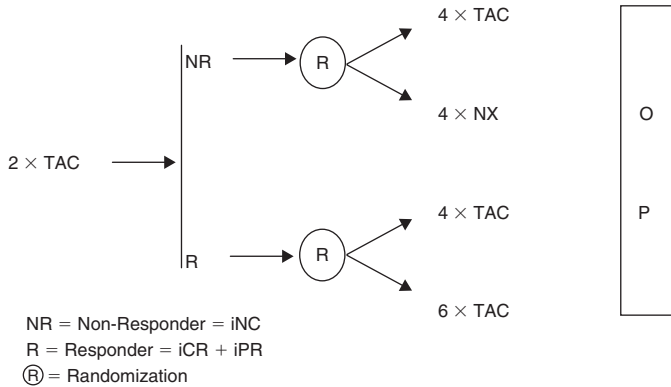 4 × TAC
NR
R
4 × NX
O
2 × TAC
4 × TAC
P
R
R
6 × TAC
NR = Non-Responder = iNC
R = Responder = iCR + iPR
Ⓡ = Randomization